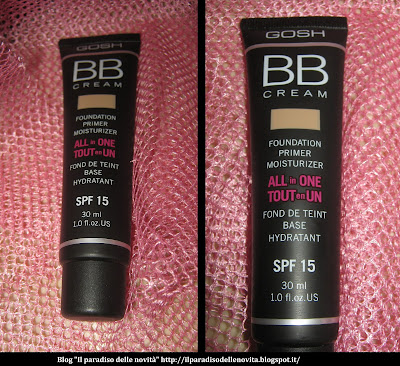 GOSH
BB
CREAM
FOUNDATION
PRIMER
MOISTURIZER
ALL in ONE
TOUT en UN
FOND DE TEINT
BASE
HYDRATANT
SPF 15
30 ml
1.0 fl.oz.US
GOSH
BB
CREAM
FOUNDATION
PRIMER
MOISTURIZER
ALL in ONE
TOUT en UN
FOND DE TEINT
BASE
HYDRATANT
SPF 15
30 ml
1.0 fl.oz.US
Blog "Il paradiso delle novità" http://ilparadisodellenovita.blogspot.it/